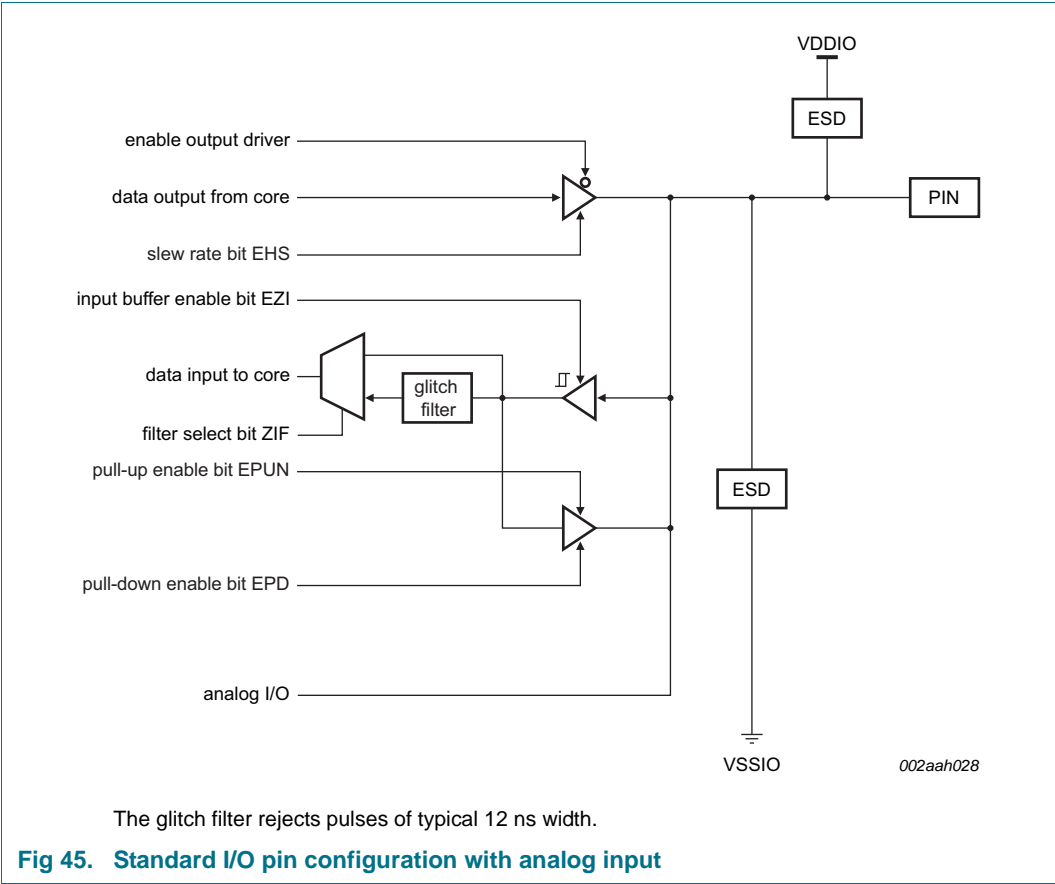 VDDIO
ESD
enable output driver
data output from core
PIN
slew rate bit EHS
input buffer enable bit EZI
data input to core
glitch
filter
filter select bit ZIF
pull-up enable bit EPUN
ESD
pull-down enable bit EPD
analog I/O
VSSIO
002aah028
The glitch filter rejects pulses of typical 12 ns width.
Fig 45. Standard I/O pin configuration with analog input